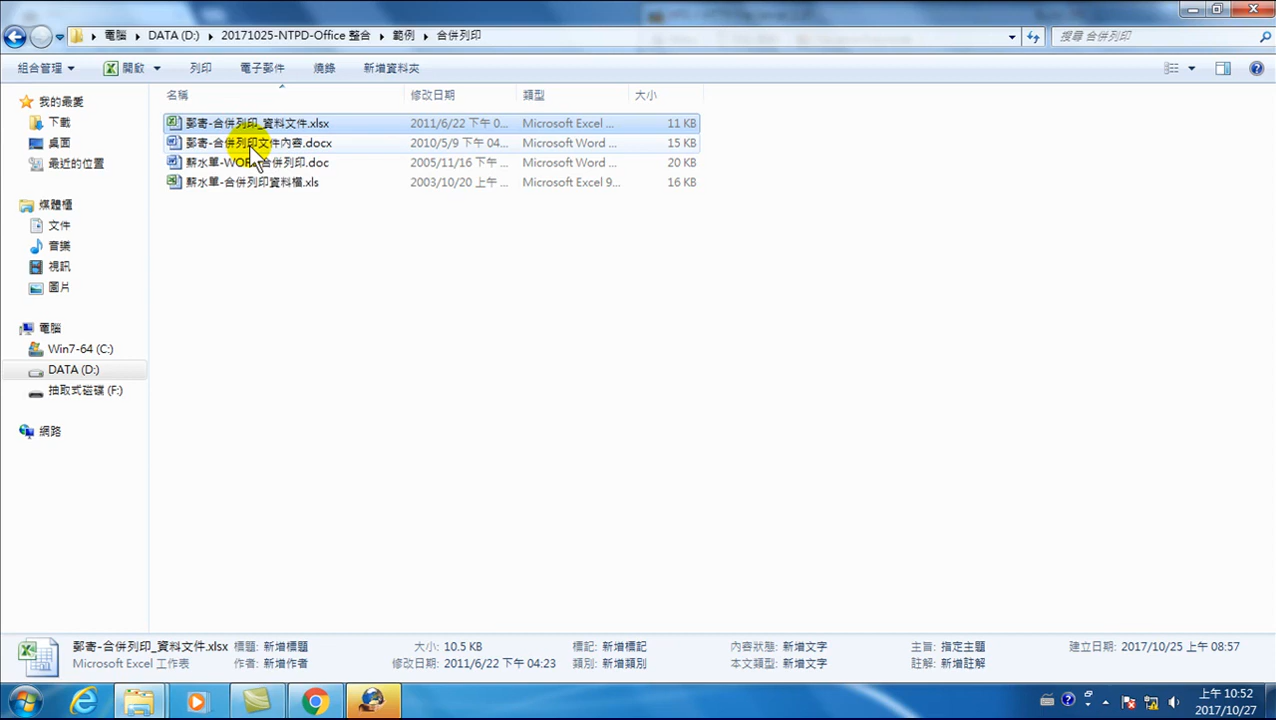 電腦 DATA (D:) 20171025-NTPD-Office 整合 範例 合併列印 搜尋 合併列印
組合管理 開啟 列印 電子郵件 燒錄 新增資料夾
名稱 修改日期 類型 大小
郵寄-合併列印_資料文件.xlsx 2011/6/22 下午 0... Microsoft Excel ... 11 KB
郵寄-合併列印文件內容.docx 2010/5/9 下午 04... Microsoft Word ... 15 KB
薪水單-WOR 合併列印.doc 2005/11/16 下午 ... Microsoft Word ... 20 KB
薪水單-合併列印資料檔.xls 2003/10/20 上午 ... Microsoft Excel 9... 16 KB
我的最愛
下載
桌面
最近的位置
媒體櫃
文件
音樂
視訊
圖片
電腦
Win7-64 (C:)
DATA (D:)
抽取式磁碟 (F:)
網路
郵寄-合併列印_資料文件.xlsx 標題: 新增標題 大小: 10.5 KB 標記: 新增標記 內容狀態: 新增文字 主旨: 指定主題 建立日期: 2017/10/25 上午 08:57
Microsoft Excel 工作表 作者: 新增作者 修改日期: 2011/6/22 下午 04:23 類別: 新增類別 本文類型: 新增文字 註解: 新增註解
上午 10:52
2017/10/27